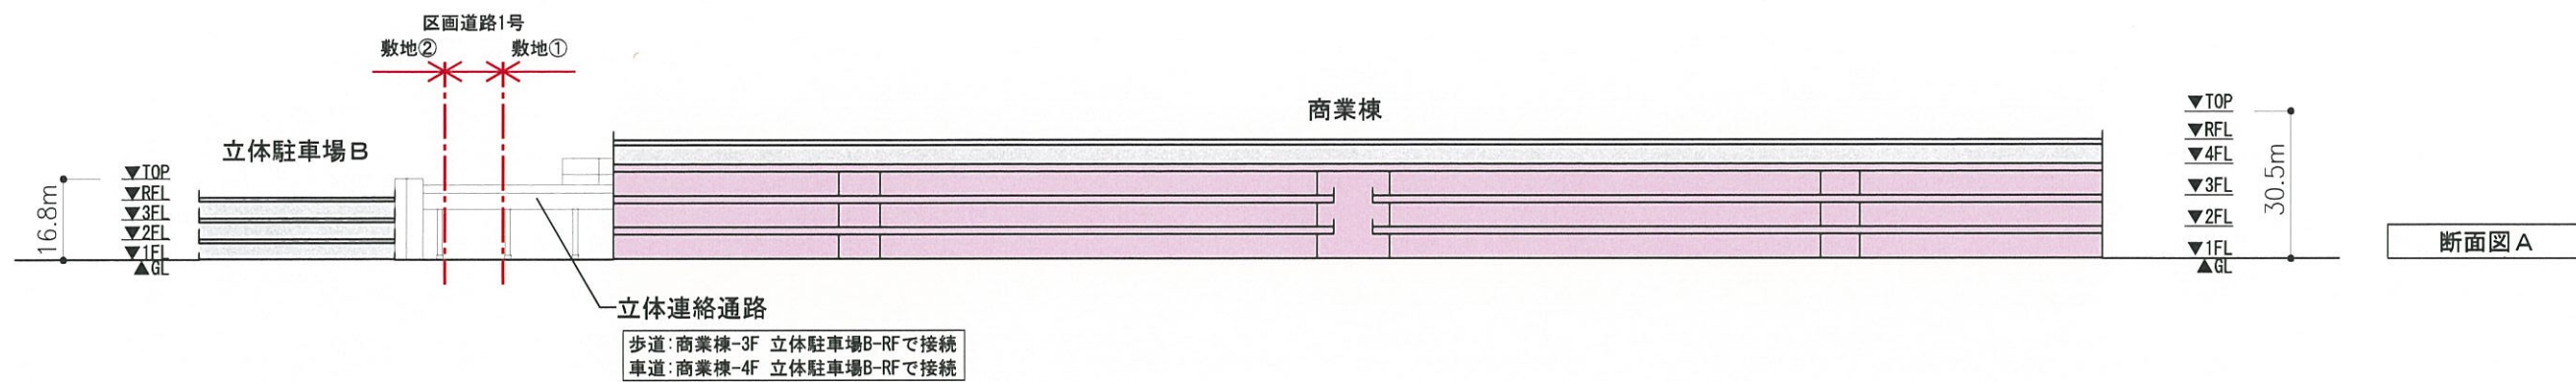 区画道路1号
敷地② 敷地①
商業棟
立体駐車場B
▼TOP
▼RFL
▼3FL
▼2FL
▼1FL
▲GL
16.8m
▼TOP
▼RFL
▼4FL
▼3FL
▼2FL
▼1FL
▲GL
30.5m
断面図A
立体連絡通路
歩道:商業棟-3F 立体駐車場B-RFで接続
車道:商業棟-4F 立体駐車場B-RFで接続